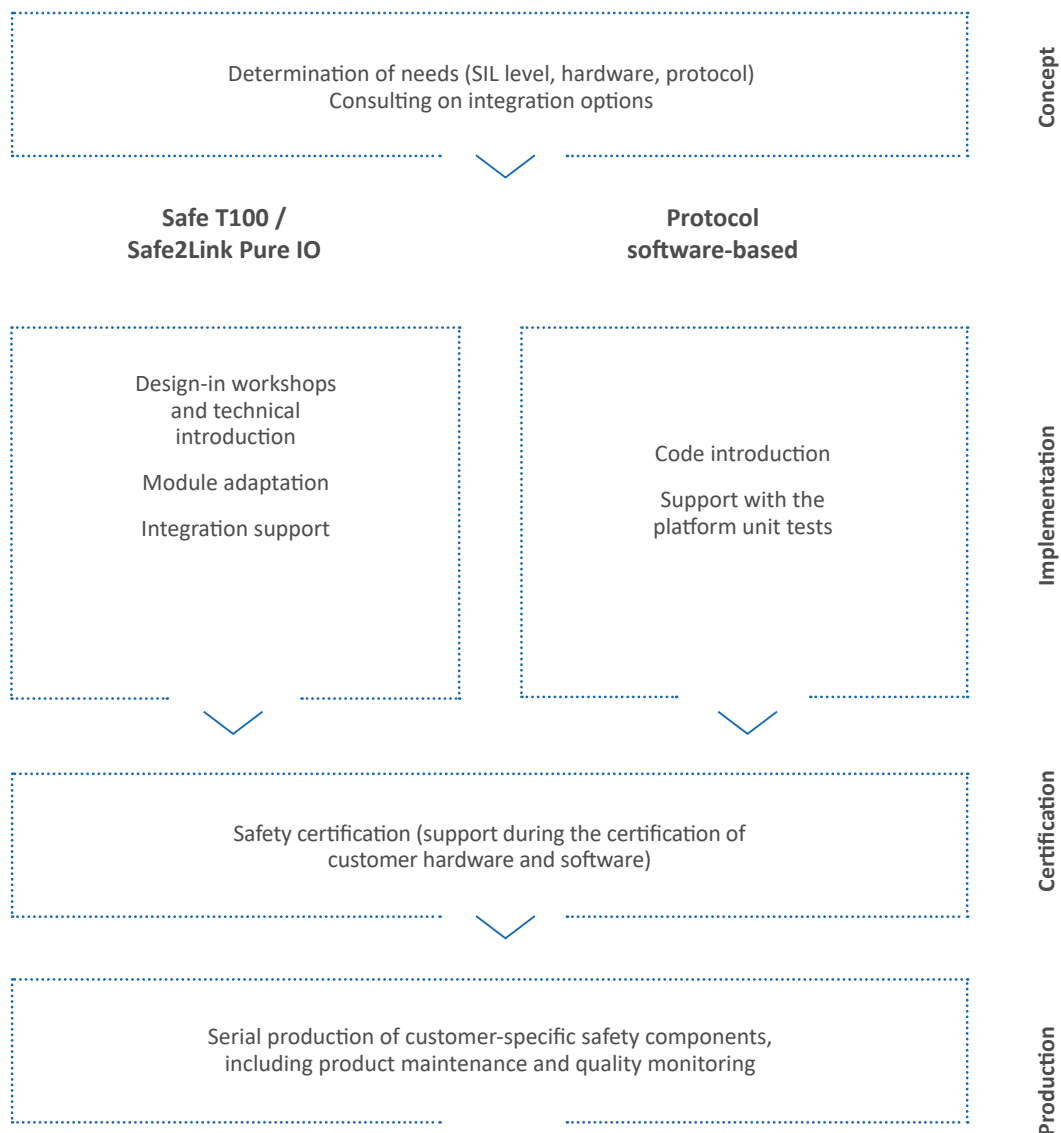 Determination of needs (SIL level, hardware, protocol)
Consulting on integration options
Concept
Safe T100 /
Safe2Link Pure IO
Protocol
software-based
Design-in workshops
and technical
introduction
Module adaptation
Integration support
Code introduction
Support with the
platform unit tests
Implementation
Safety certification (support during the certification of
customer hardware and software)
Certification
Serial production of customer-specific safety components,
including product maintenance and quality monitoring
Production